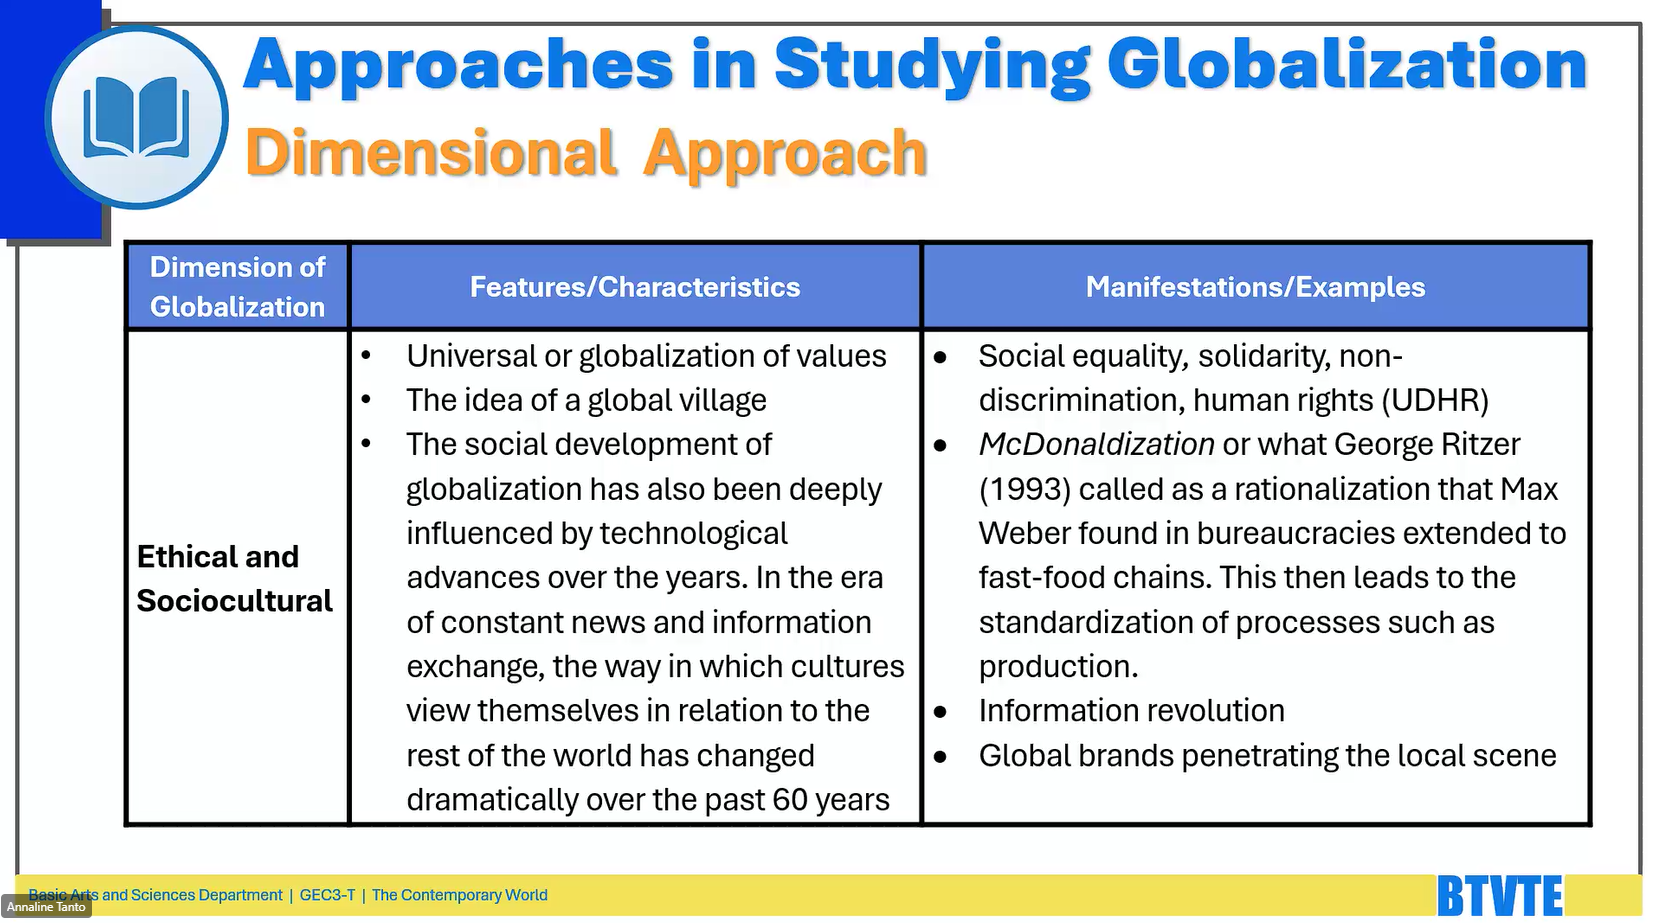 Approaches in Studying Globalization
Dimensional Approach
Dimension of
Globalization
Features/Characteristics
Manifestations/Examples
Ethical and
Sociocultural
• Universal or globalization of values
• The idea of a global village
• The social development of
globalization has also been deeply
influenced by technological
advances over the years. In the era
of constant news and information
exchange, the way in which cultures
view themselves in relation to the
rest of the world has changed
dramatically over the past 60 years
● Social equality, solidarity, non-
discrimination, human rights (UDHR)
● McDonaldization or what George Ritzer
(1993) called as a rationalization that Max
Weber found in bureaucracies extended to
fast-food chains. This then leads to the
standardization of processes such as
production.
● Information revolution
● Global brands penetrating the local scene
Basic Arts and Sciences Department | GEC3-T | The Contemporary World
BTVTE
Annaline Tanto